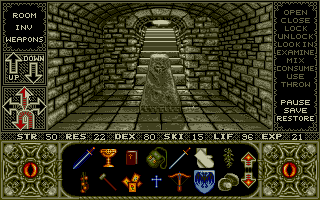 ROOM
INV
WEAPONS
UP
DOWN
OPEN
CLOSE
LOCK
UNLOCK
LOOK IN
EXAMINE
MIX
CONSUME
USE
THROW
PAUSE
SAVE
RESTORE
STR 50 RES 22 DEX 80 SKI 15 LIF 96 EXP 21